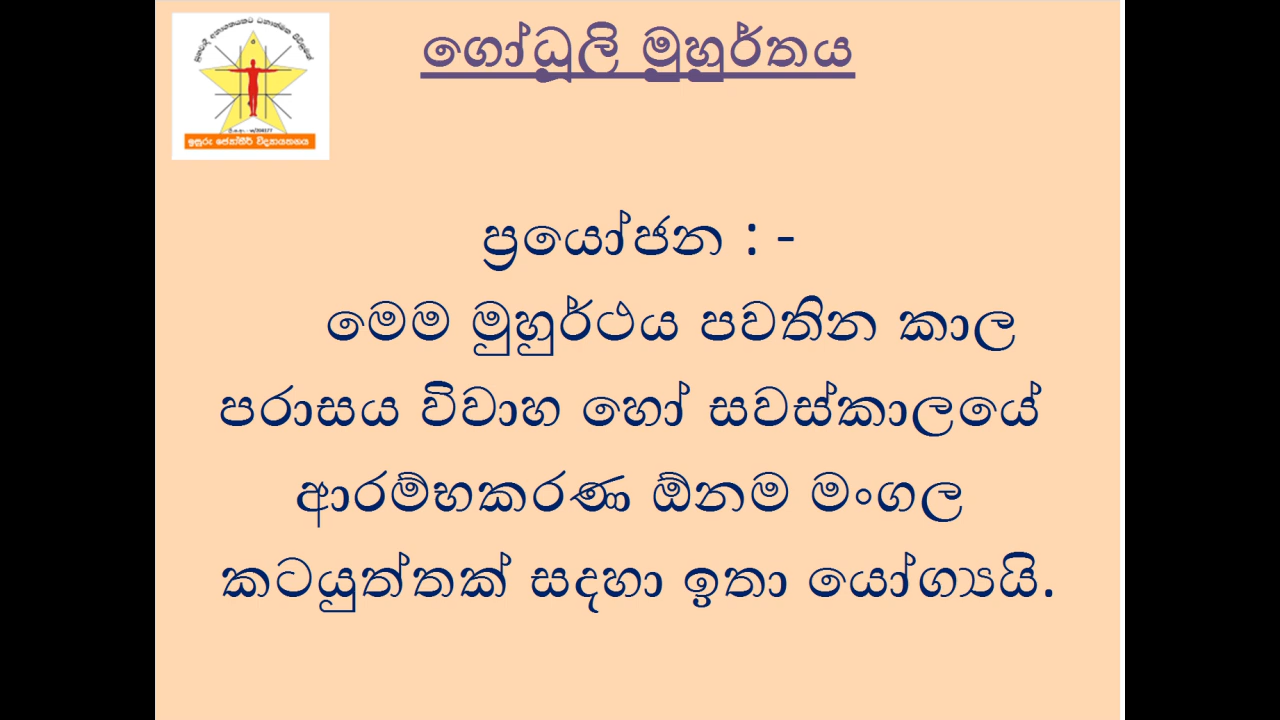 ගෝධූලි මුහුර්තය
ඉසුරු ජ්‍යෝතිර් විද්‍යායතනය
ප්‍රයෝජන : -
මෙම මුහුර්ථය පවතින කාල
පරාසය විවාහ හෝ සවස්කාලයේ
ආරම්භකරණ ඕනම මංගල
කටයුත්තක් සදහා ඉතා යෝග්‍යයි.